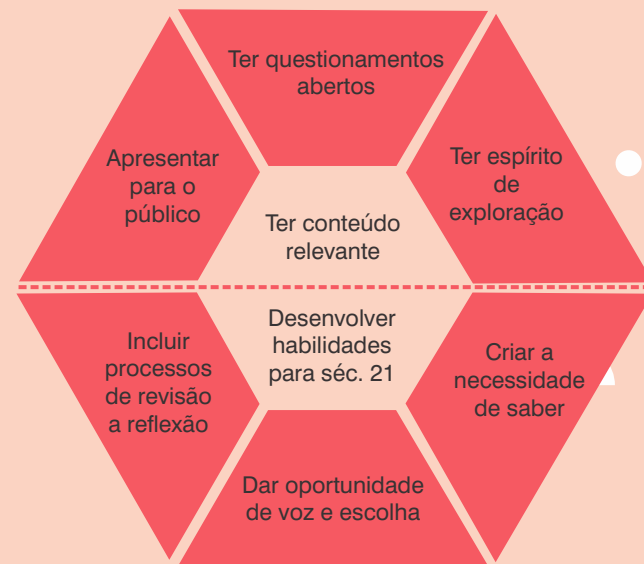 Ter questionamentos
abertos
Apresentar
para o
público
Ter espírito
de
exploração
Ter conteúdo
relevante
Desenvolver
habilidades
para séc. 21
Incluir
processos
de revisão
a reflexão
Criar a
necessidade
de saber
Dar oportunidade
de voz e escolha